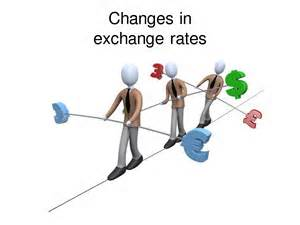 Changes in
exchange rates
$
€